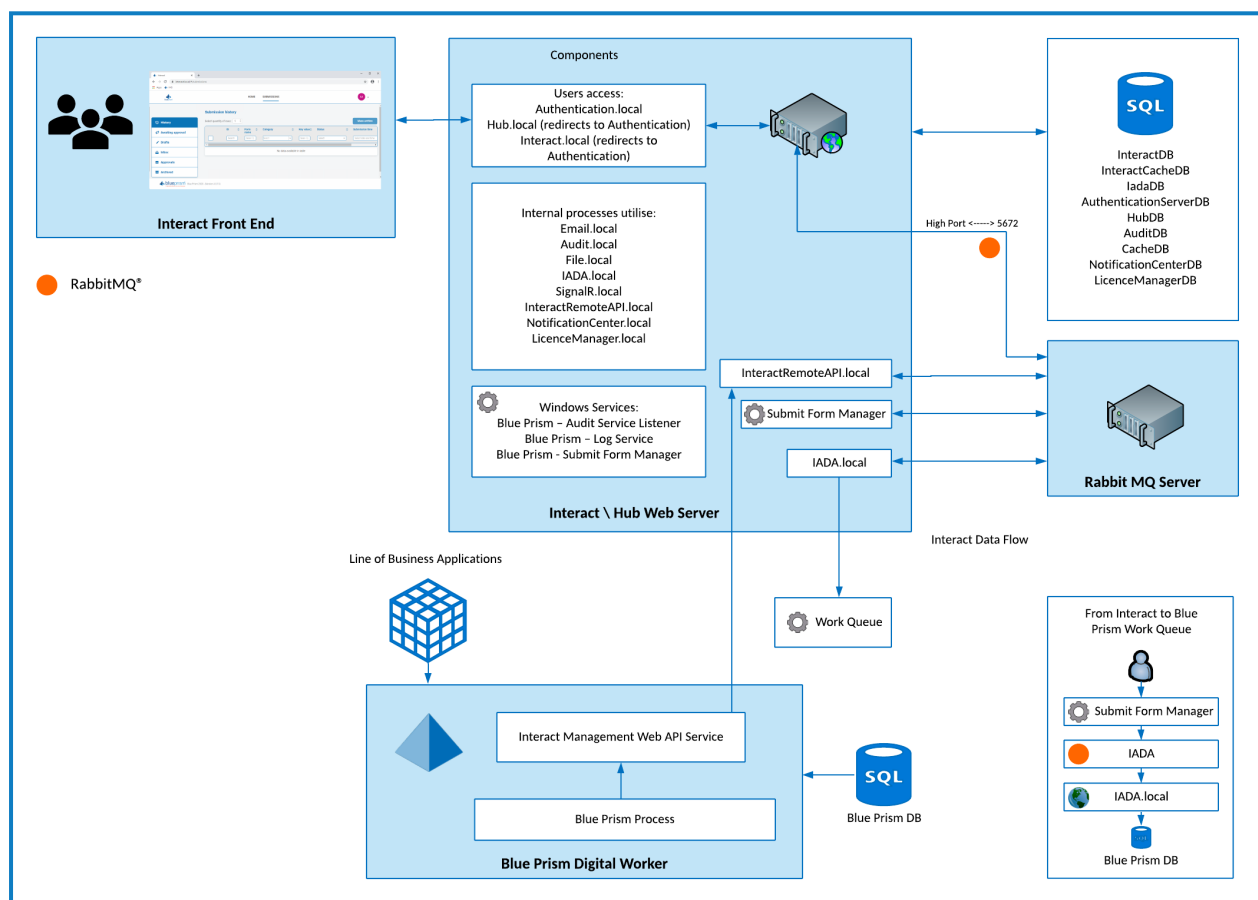 Components
Users access:
Authentication.local
Hub.local (redirects to Authentication)
Interact.local (redirects to
Authentication)
Submission history
Interact Front End
RabbitMQ®
Internal processes utilise:
Email.local
Audit.local
File.local
IADA.local
SignalR.local
InteractRemoteAPI.local
NotificationCenter.local
LicenceManager.local
Windows Services:
Blue Prism – Audit Service Listener
Blue Prism – Log Service
Blue Prism - Submit Form Manager
InteractRemoteAPI.local
Submit Form Manager
IADA.local
Interact \ Hub Web Server
SQL
InteractDB
InteractCacheDB
IadaDB
AuthenticationServerDB
HubDB
AuditDB
CacheDB
NotificationCenterDB
LicenceManagerDB
High Port <-----> 5672
Rabbit MQ Server
Interact Data Flow
Line of Business Applications
Work Queue
Interact Management Web API Service
Blue Prism Process
Blue Prism Digital Worker
SQL
Blue Prism DB
From Interact to Blue
Prism Work Queue
Submit Form Manager
IADA
IADA.local
SQL
Blue Prism DB